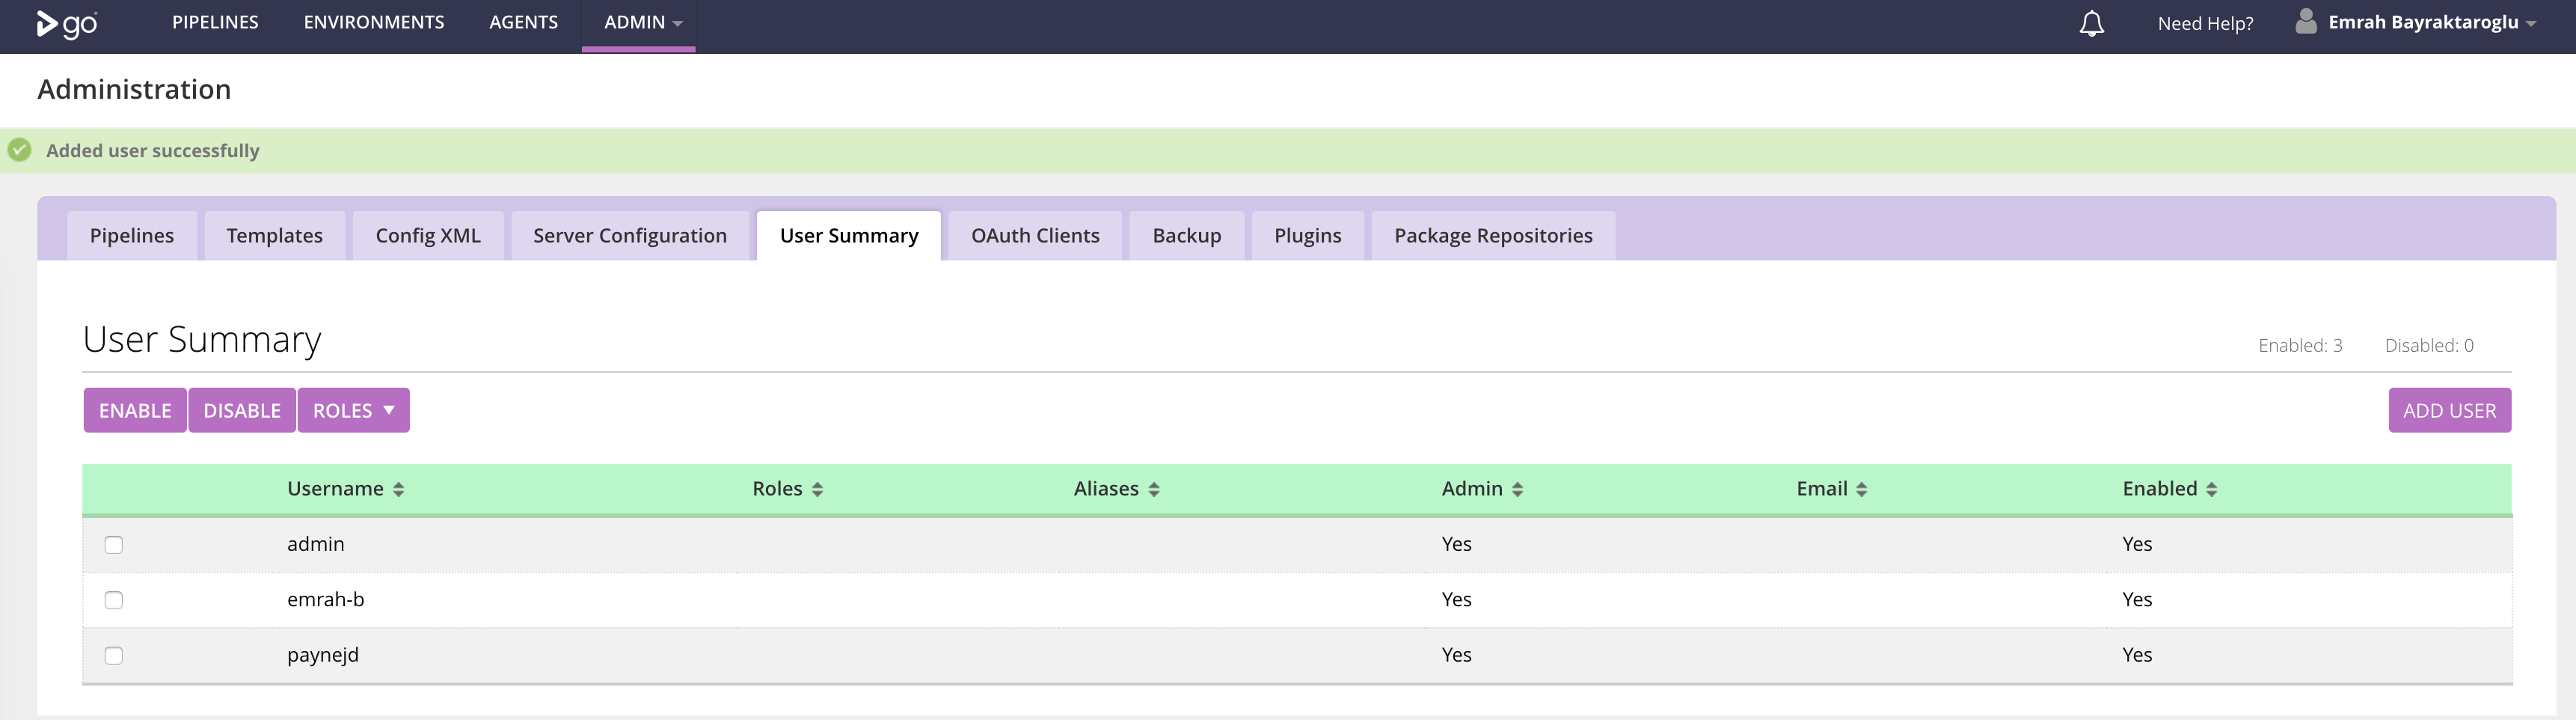 go PIPELINES ENVIRONMENTS AGENTS ADMIN Need Help? Emrah Bayraktaroglu
Administration
Added user successfully
Pipelines Templates Config XML Server Configuration User Summary OAuth Clients Backup Plugins Package Repositories
User Summary Enabled: 3 Disabled: 0
ENABLE DISABLE ROLES ADD USER
Username Roles Aliases Admin Email Enabled
admin Yes Yes
emrah-b Yes Yes
paynejd Yes Yes